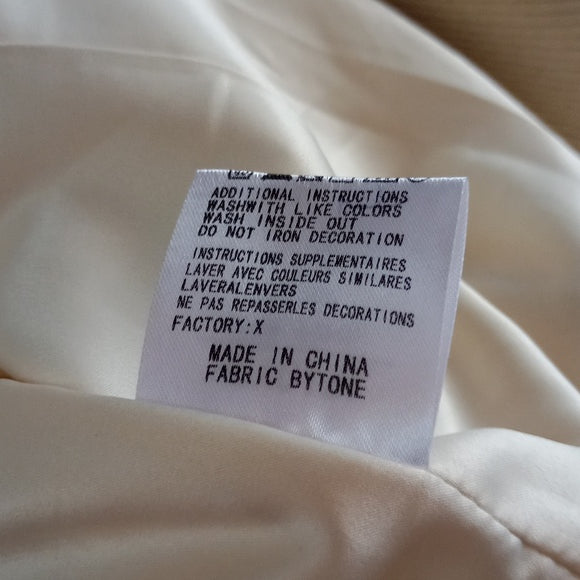 ADDITIONAL INSTRUCTIONS
WASHWITH LIKE COLORS
WASH INSIDE OUT
DO NOT IRON DECORATION
INSTRUCTIONS SUPPLEMENTAIRES
LAVER AVEC COULEURS SIMILARES
LAVERALENVERS
NE PAS REPASSERLES DECORATIONS
FACTORY:X
MADE IN CHINA
FABRIC BYTONE